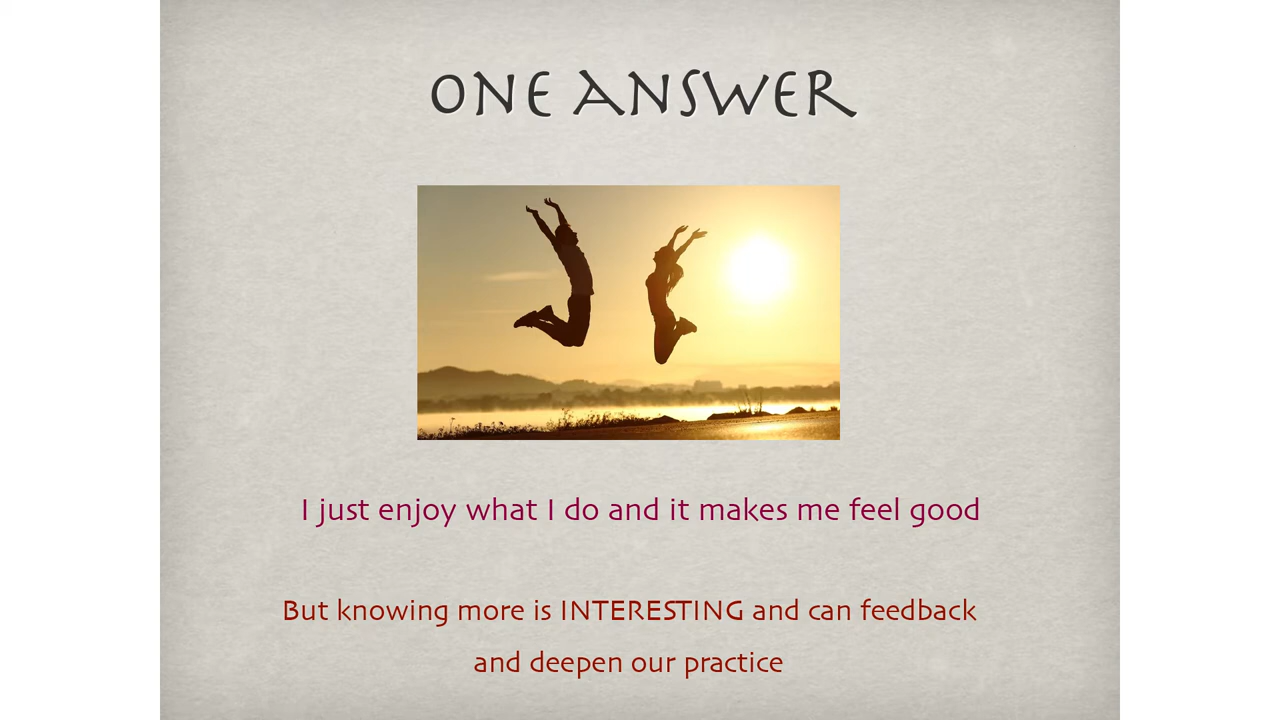 ONE ANSWER
I just enjoy what I do and it makes me feel good
But knowing more is INTERESTING and can feedback
and deepen our practice